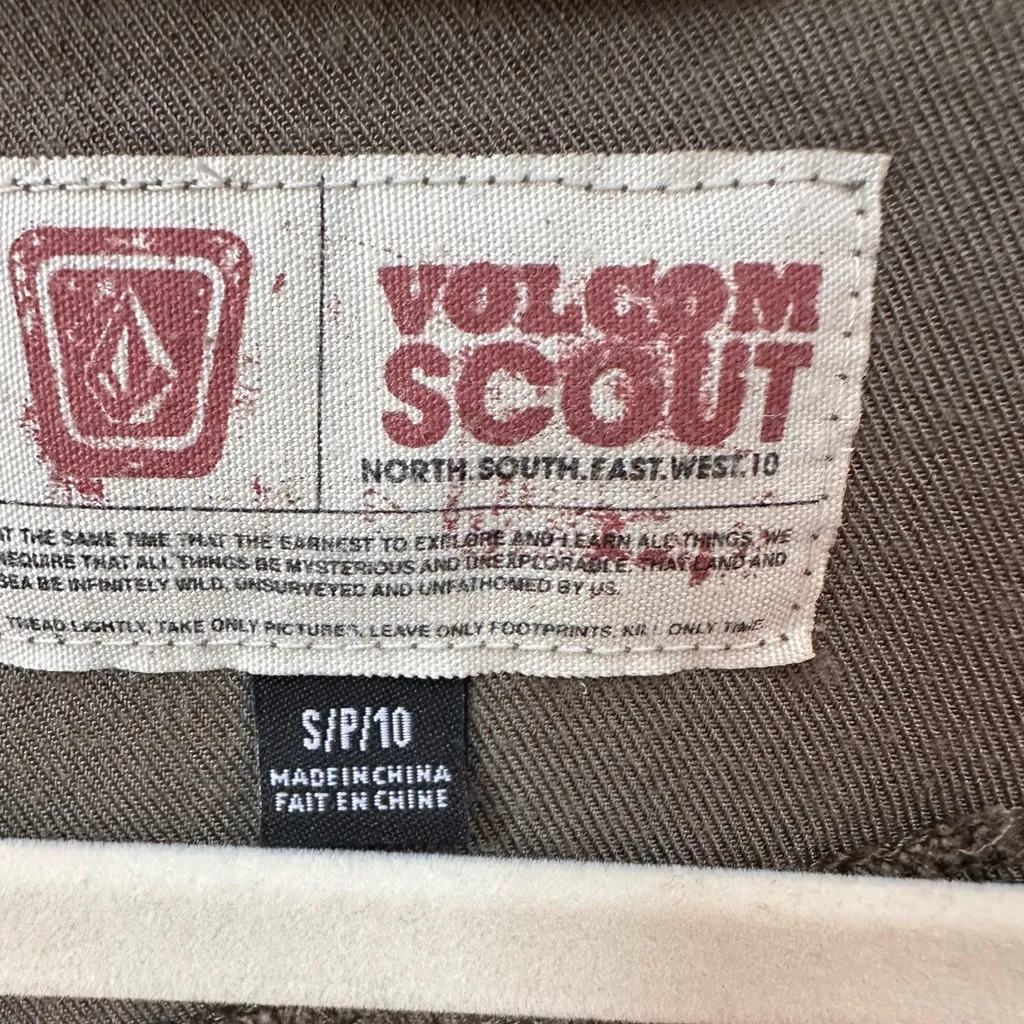 VOLCOM
SCOUT
NORTH.SOUTH.EAST.WEST.10
AT THE SAME TIME THAT THE EARNEST TO EXPLORE AND LEARN ALL THINGS, WE
REQUIRE THAT ALL THINGS BE MYSTERIOUS AND UNEXPLORABLE, THAT LAND AND
SEA BE INFINITELY WILD, UNSURVEYED AND UNFATHOMED BY US.
TREAD LIGHTLY, TAKE ONLY PICTURES, LEAVE ONLY FOOTPRINTS, KILL ONLY TIME
S/P/10
MADE IN CHINA
FAIT EN CHINE